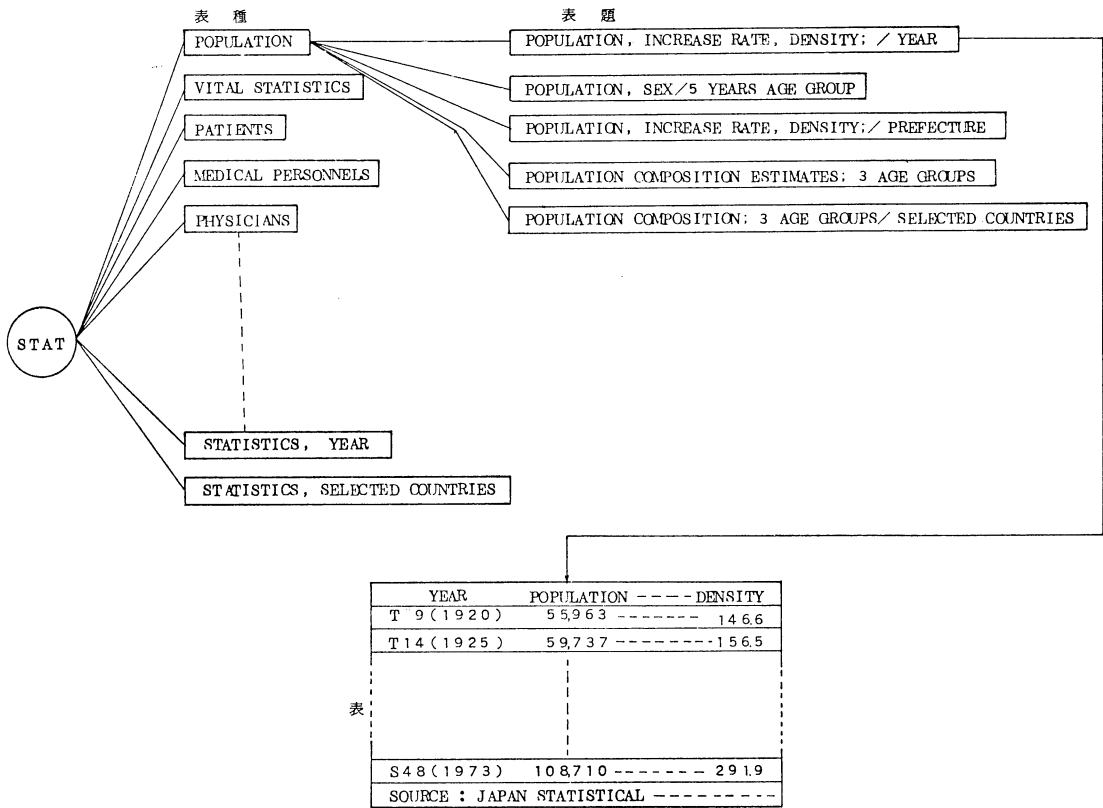 表 種
表 題
POPULATION
POPULATION, INCREASE RATE, DENSITY; / YEAR
VITAL STATISTICS
POPULATION, SEX/5 YEARS AGE GROUP
PATIENTS
POPULATION, INCREASE RATE, DENSITY;/ PREFECTURE
MEDICAL PERSONNELS
POPULATION COMPOSITION ESTIMATES; 3 AGE GROUPS
PHYSICIANS
POPULATION COMPOSITION; 3 AGE GROUPS/ SELECTED COUNTRIES
STAT
STATISTICS, YEAR
STATISTICS, SELECTED COUNTRIES
YEAR POPULATION ---- DENSITY
T 9(1920) 55,963 ------- 146.6
T14(1925) 59,737 -------- 156.5
表
S48(1973) 108,710 ------- 291.9
SOURCE : JAPAN STATISTICAL ---------